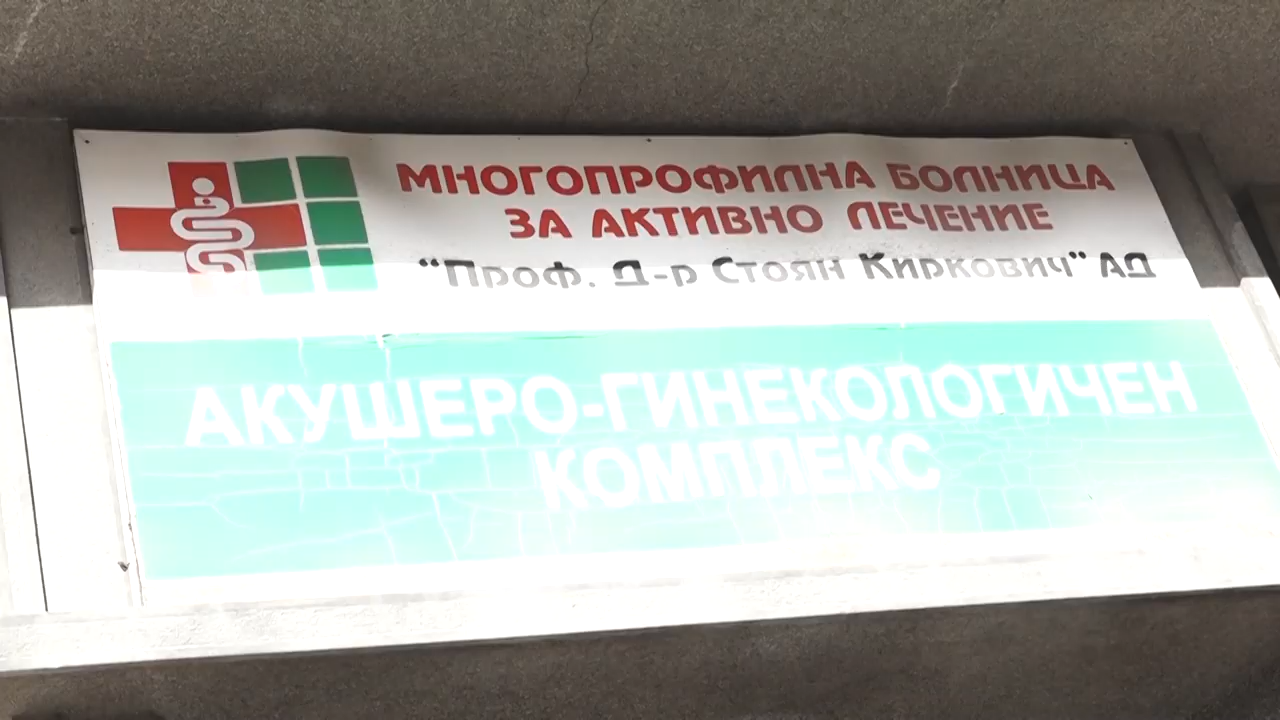 МНОГОПРОФИЛНА БОЛНИЦА
ЗА АКТИВНО ЛЕЧЕНИЕ
“Проф. Д-р Стоян Киркович” АД
АКУШЕРО-ГИНЕКОЛОГИЧЕН
КОМПЛЕКС